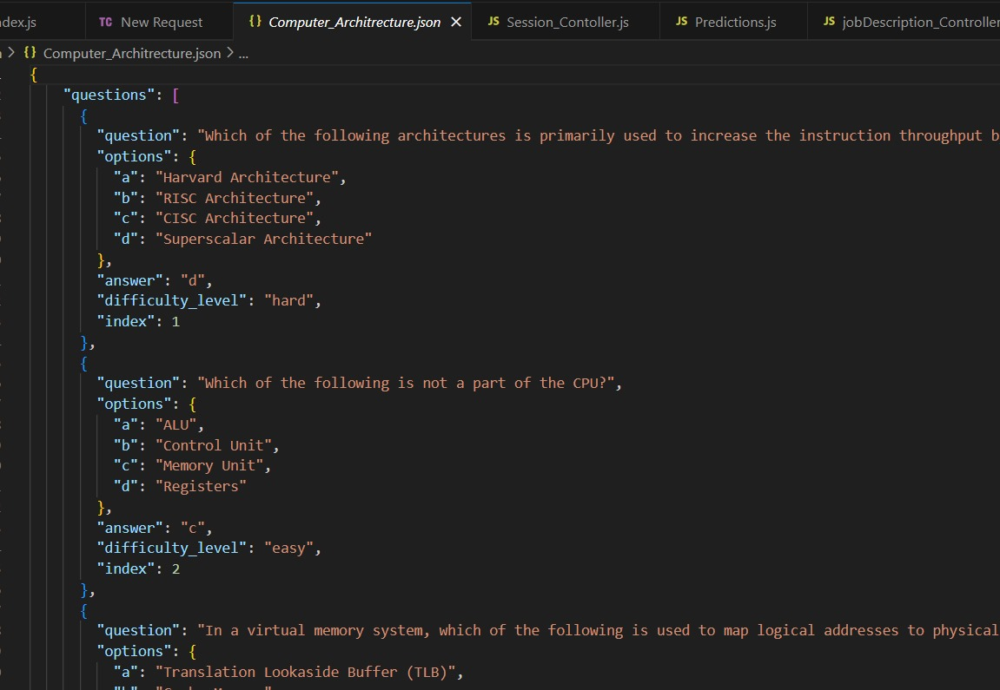 ndex.js TC New Request {} Computer_Architrecture.json × JS Session_Contoller.js JS Predictions.js JS jobDescription_Controller
> {} Computer_Architrecture.json > ...
{
"questions": [
{
"question": "Which of the following architectures is primarily used to increase the instruction throughput b
"options": {
"a": "Harvard Architecture",
"b": "RISC Architecture",
"c": "CISC Architecture",
"d": "Superscalar Architecture"
},
"answer": "d",
"difficulty_level": "hard",
"index": 1
},
{
"question": "Which of the following is not a part of the CPU?",
"options": {
"a": "ALU",
"b": "Control Unit",
"c": "Memory Unit",
"d": "Registers"
},
"answer": "c",
"difficulty_level": "easy",
"index": 2
},
{
"question": "In a virtual memory system, which of the following is used to map logical addresses to physical
"options": {
"a": "Translation Lookaside Buffer (TLB)",